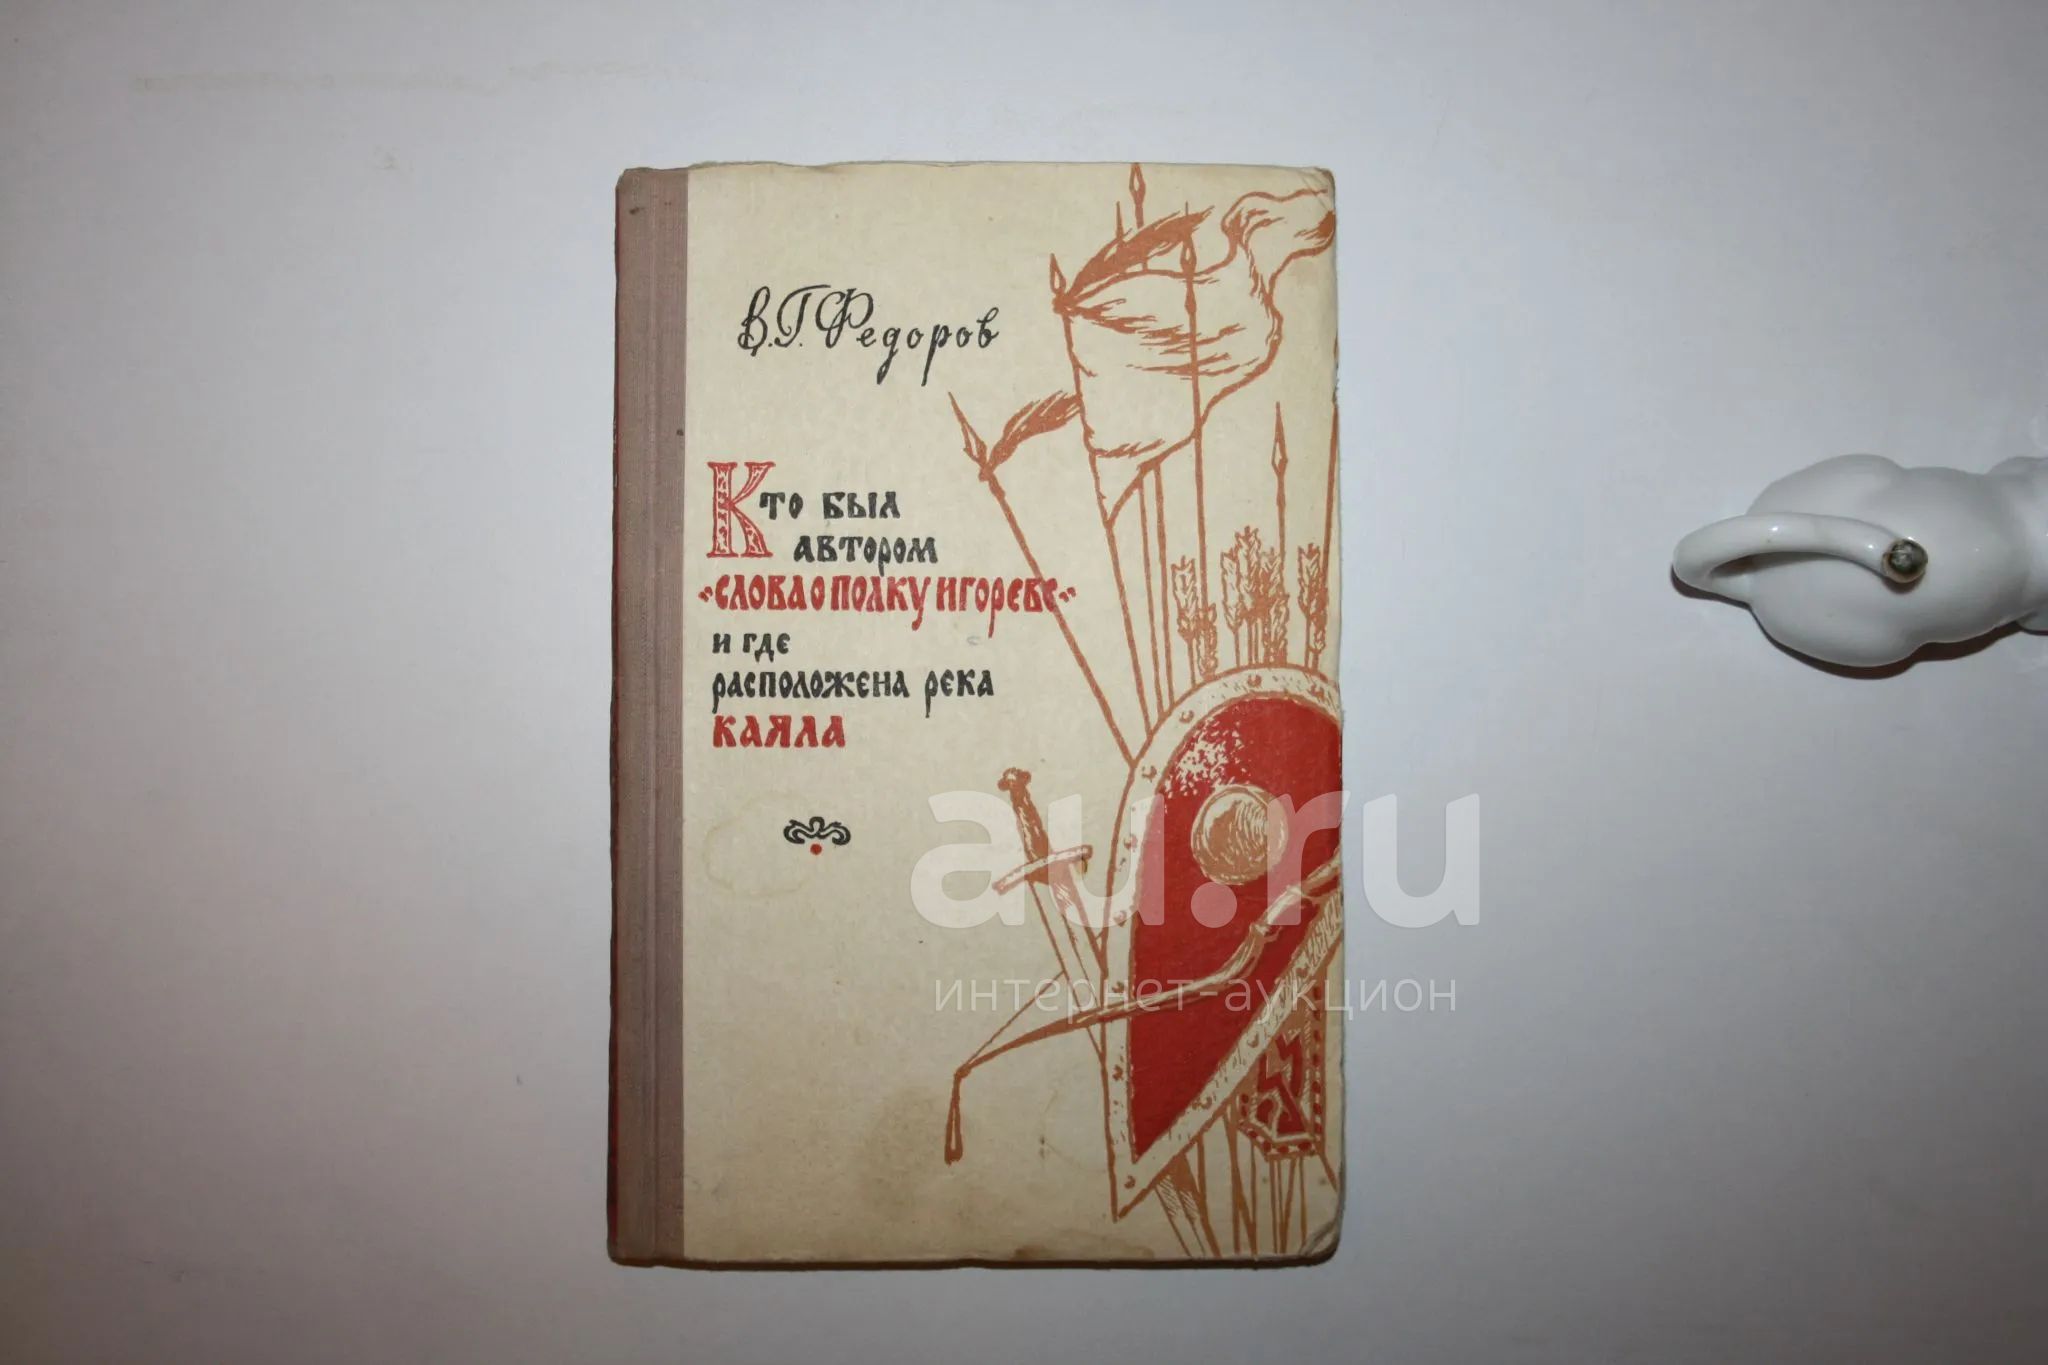 В. Г. Федоров
Кто был
автором
"Слова о полку Игореве"
и где
расположена река
Каяла
au.ru
интернет-аукцион